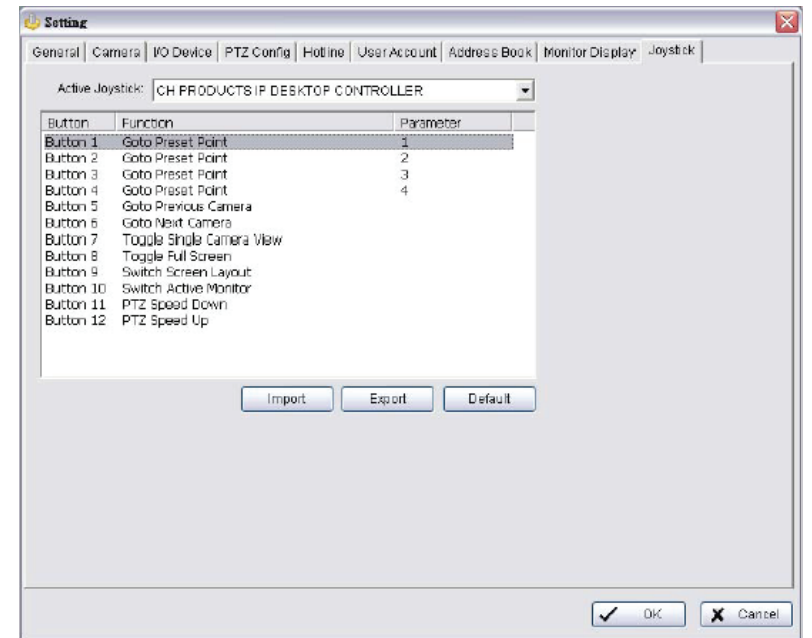 Setting
General Camera I/O Device PTZ Config Hotline User Account Address Book Monitor Display Joystick
Active Joystick: CH PRODUCTS IP DESKTOP CONTROLLER
Button Function Parameter
Button 1 Goto Preset Point 1
Button 2 Goto Preset Point 2
Button 3 Goto Preset Point 3
Button 4 Goto Preset Point 4
Button 5 Goto Previous Camera
Button 6 Goto Next Camera
Button 7 Toggle Single Camera View
Button 8 Toggle Full Screen
Button 9 Switch Screen Layout
Button 10 Switch Active Monitor
Button 11 PTZ Speed Down
Button 12 PTZ Speed Up
Import Export Default
OK Cancel